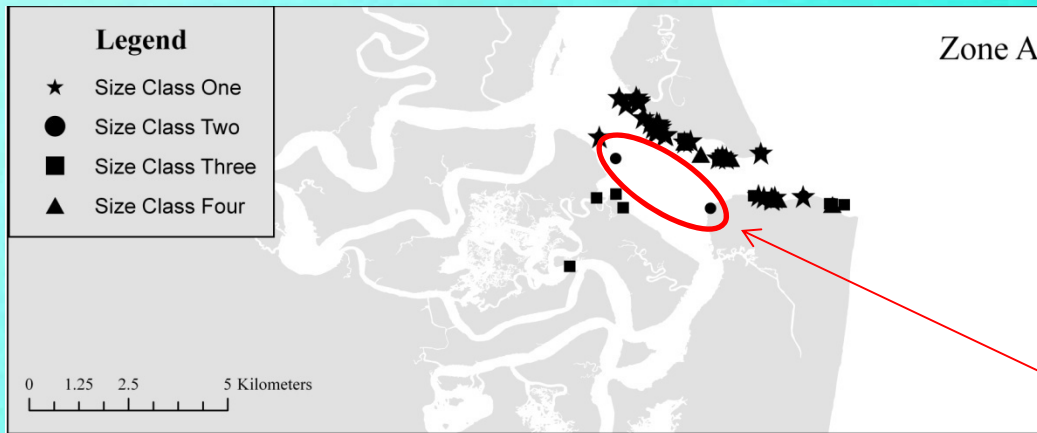 Legend
Zone A
Size Class One
Size Class Two
Size Class Three
Size Class Four
0 1.25 2.5 5 Kilometers